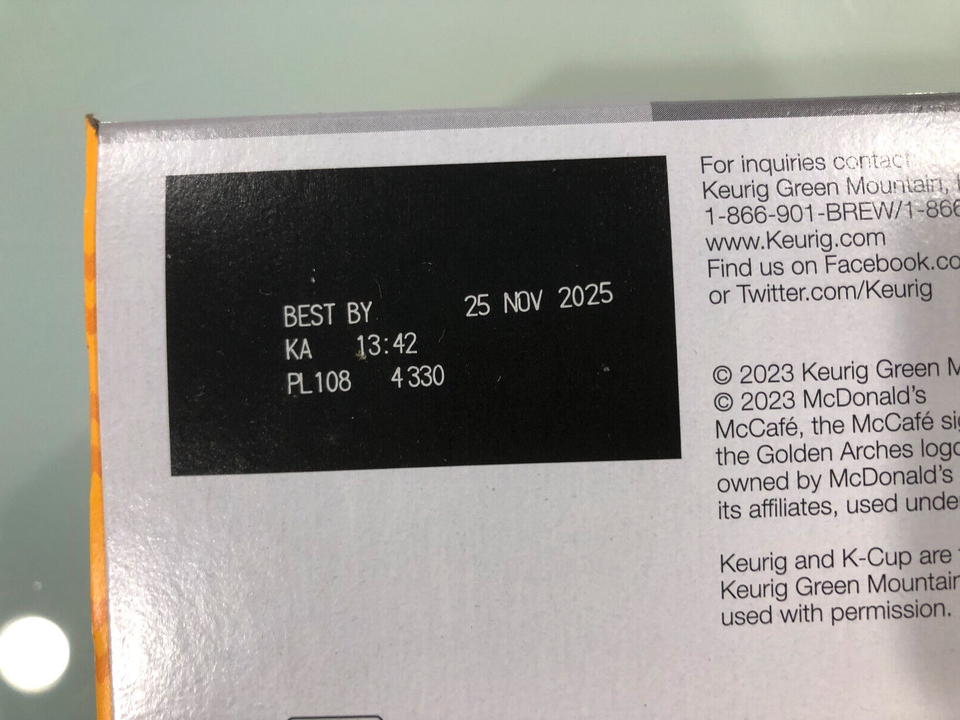 BEST BY 25 NOV 2025
KA 13:42
PL108 4330
For inquiries contact
Keurig Green Mountain,
1-866-901-BREW/1-866
www.Keurig.com
Find us on Facebook.co
or Twitter.com/Keurig
© 2023 Keurig Green M
© 2023 McDonald's
McCafé, the McCafé sig
the Golden Arches logo
owned by McDonald's
its affiliates, used unde
Keurig and K-Cup are
Keurig Green Mountain
used with permission.